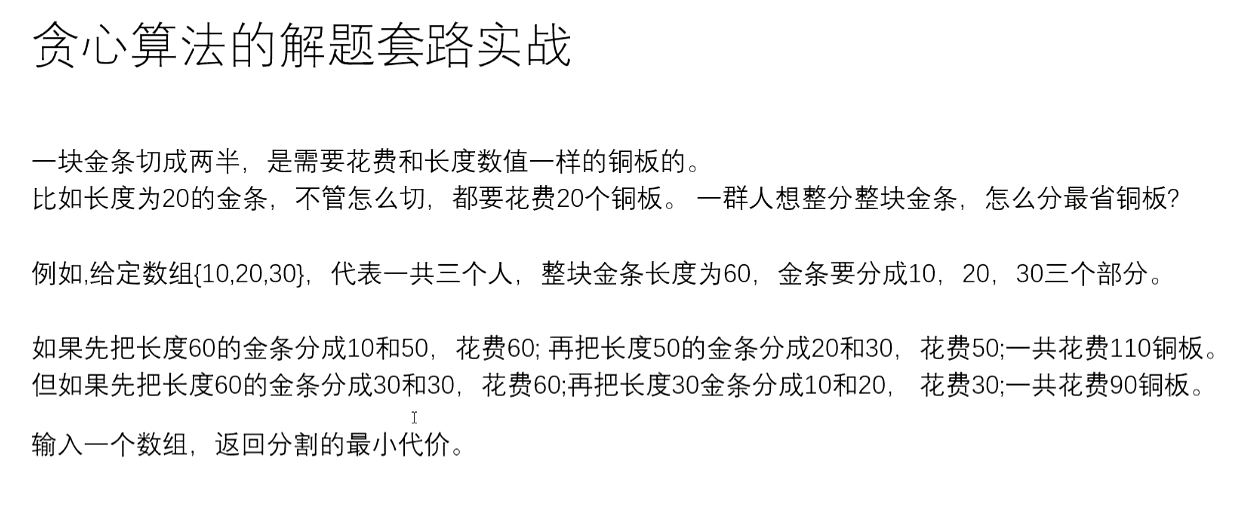 贪心算法的解题套路实战
一块金条切成两半，是需要花费和长度数值一样的铜板的。
比如长度为20的金条，不管怎么切，都要花费20个铜板。 一群人想整分整块金条，怎么分最省铜板?
例如,给定数组{10,20,30}，代表一共三个人，整块金条长度为60，金条要分成10，20，30三个部分。
如果先把长度60的金条分成10和50，花费60; 再把长度50的金条分成20和30，花费50;一共花费110铜板。
但如果先把长度60的金条分成30和30，花费60;再把长度30金条分成10和20， 花费30;一共花费90铜板。
输入一个数组，返回分割的最小代价。